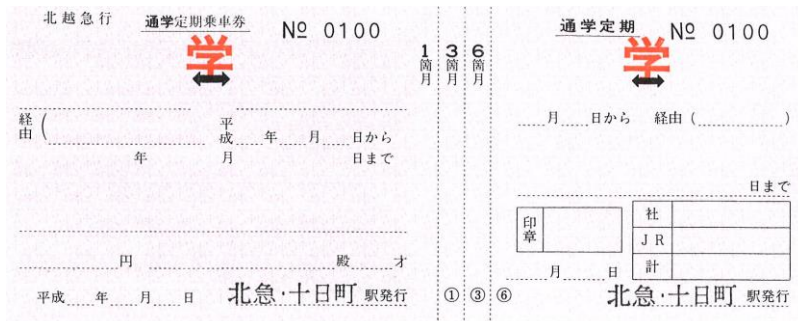 北越急行 通学定期乗車券 № 0100
学
経由( 平成 年 月 日から
年 月 日まで
円 殿 才
平成 年 月 日 北急・十日町 駅発行
1箇月 3箇月 6箇月
① ③ ⑥
通学定期 № 0100
学
月 日から 経由( )
日まで
印章
社
JR
計
月 日
北急・十日町 駅発行